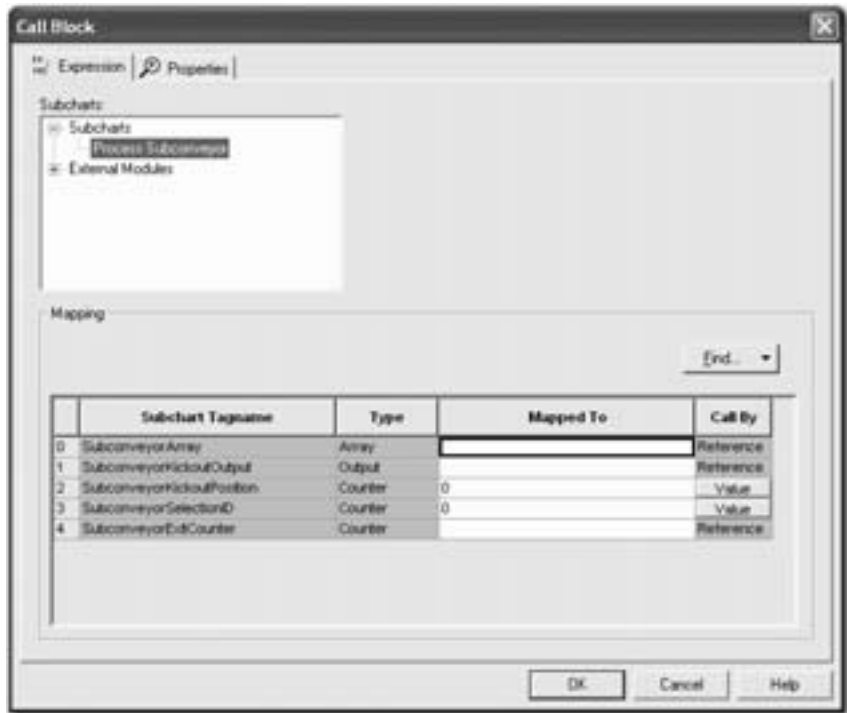 Call Block
Expression Properties
Subcharts:
Subcharts
Process Subconveyor
External Modules
Mapping
Find...
Subchart Tagname Type Mapped To Call By
0 SubconveyorArray Array Reference
1 SubconveyorKickoutOutput Output Reference
2 SubconveyorKickoutPosition Counter 0 Value
3 SubconveyorSelectionID Counter 0 Value
4 SubconveyorExitCounter Counter Reference
OK Cancel Help